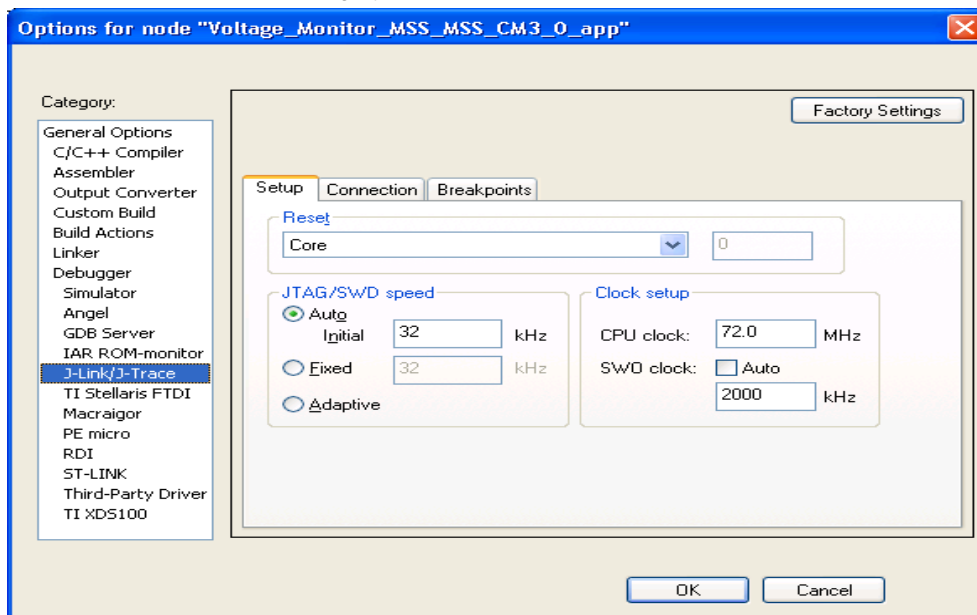 Options for node "Voltage_Monitor_MSS_MSS_CM3_0_app"
Category:
Factory Settings
General Options
C/C++ Compiler
Assembler
Output Converter
Custom Build
Build Actions
Linker
Debugger
Simulator
Angel
GDB Server
IAR ROM-monitor
J-Link/J-Trace
TI Stellaris FTDI
Macraigor
PE micro
RDI
ST-LINK
Third-Party Driver
TI XDS100
Setup Connection Breakpoints
Reset
Core 0
JTAG/SWD speed
Auto
Initial 32 kHz
Fixed 32 kHz
Adaptive
Clock setup
CPU clock: 72.0 MHz
SWO clock: Auto
2000 kHz
OK Cancel